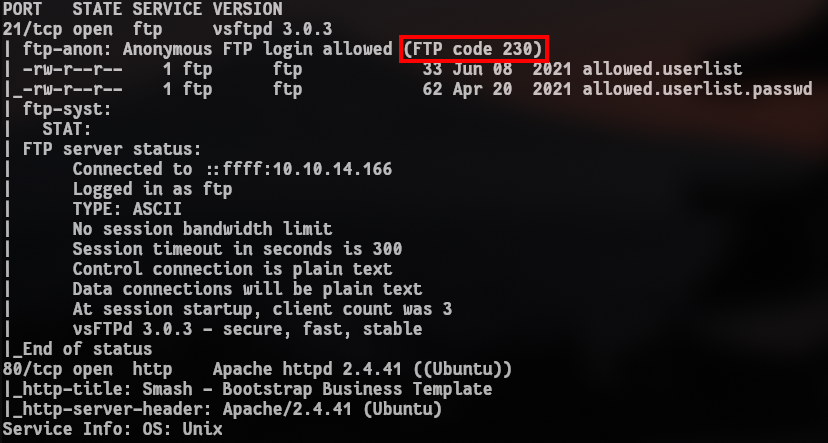 PORT   STATE SERVICE VERSION
21/tcp open  ftp     vsftpd 3.0.3
| ftp-anon: Anonymous FTP login allowed (FTP code 230)
| -rw-r--r--    1 ftp      ftp            33 Jun 08  2021 allowed.userlist
|_-rw-r--r--    1 ftp      ftp            62 Apr 20  2021 allowed.userlist.passwd
| ftp-syst:
|   STAT:
| FTP server status:
|      Connected to ::ffff:10.10.14.166
|      Logged in as ftp
|      TYPE: ASCII
|      No session bandwidth limit
|      Session timeout in seconds is 300
|      Control connection is plain text
|      Data connections will be plain text
|      At session startup, client count was 3
|      vsFTPd 3.0.3 - secure, fast, stable
|_End of status
80/tcp open  http    Apache httpd 2.4.41 ((Ubuntu))
|_http-title: Smash - Bootstrap Business Template
|_http-server-header: Apache/2.4.41 (Ubuntu)
Service Info: OS: Unix